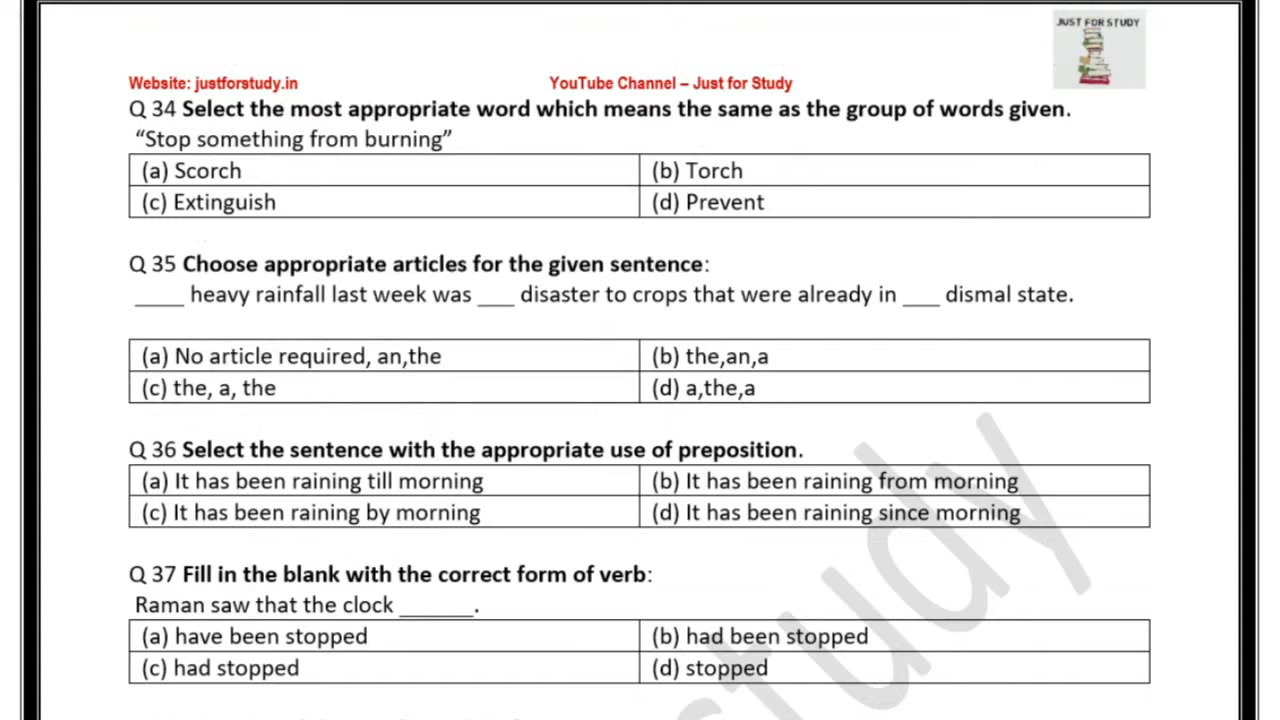 JUST FOR STUDY
Website: justforstudy.in YouTube Channel – Just for Study
Q 34 Select the most appropriate word which means the same as the group of words given.
“Stop something from burning”
(a) Scorch (b) Torch
(c) Extinguish (d) Prevent
Q 35 Choose appropriate articles for the given sentence:
____ heavy rainfall last week was ___ disaster to crops that were already in ___ dismal state.
(a) No article required, an,the (b) the,an,a
(c) the, a, the (d) a,the,a
Q 36 Select the sentence with the appropriate use of preposition.
(a) It has been raining till morning (b) It has been raining from morning
(c) It has been raining by morning (d) It has been raining since morning
Q 37 Fill in the blank with the correct form of verb:
Raman saw that the clock ______.
(a) have been stopped (b) had been stopped
(c) had stopped (d) stopped
study